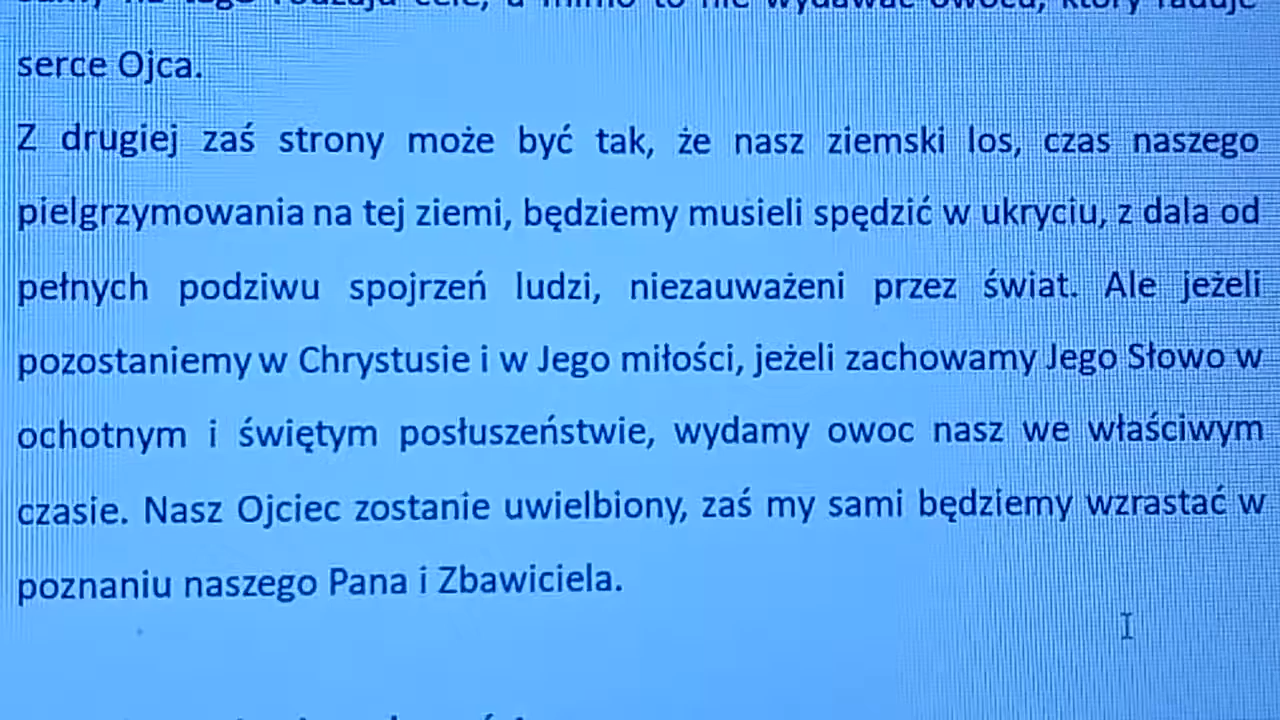 serce Ojca.
Z drugiej zaś strony może być tak, że nasz ziemski los, czas naszego
pielgrzymowania na tej ziemi, będziemy musieli spędzić w ukryciu, z dala od
pełnych podziwu spojrzeń ludzi, niezauważeni przez świat. Ale jeżeli
pozostaniemy w Chrystusie i w Jego miłości, jeżeli zachowamy Jego Słowo w
ochotnym i świętym posłuszeństwie, wydamy owoc nasz we właściwym
czasie. Nasz Ojciec zostanie uwielbiony, zaś my sami będziemy wzrastać w
poznaniu naszego Pana i Zbawiciela.